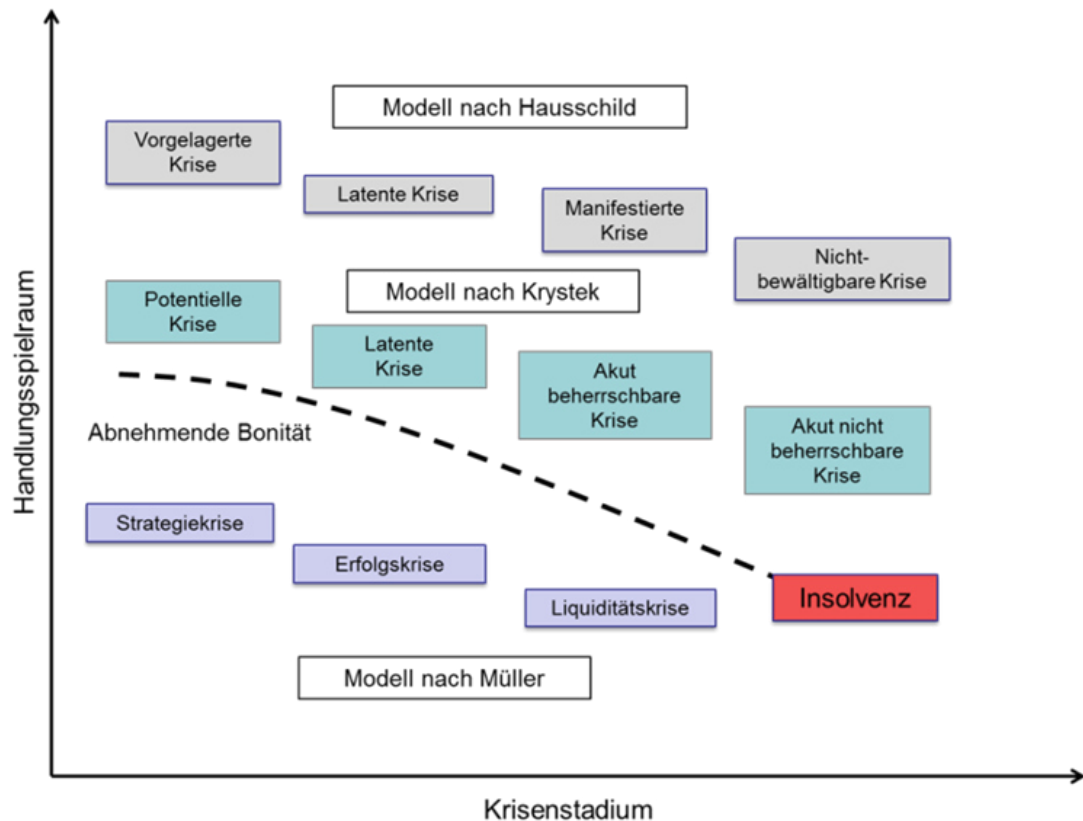 Handlungsspielraum
Modell nach Hausschild
Vorgelagerte
Krise
Latente Krise
Manifestierte
Krise
Nicht-
bewältigbare Krise
Modell nach Krystek
Potentielle
Krise
Latente
Krise
Akut
beherrschbare
Krise
Akut nicht
beherrschbare
Krise
Abnehmende Bonität
Strategiekrise
Erfolgskrise
Liquiditätskrise
Insolvenz
Modell nach Müller
Krisenstadium